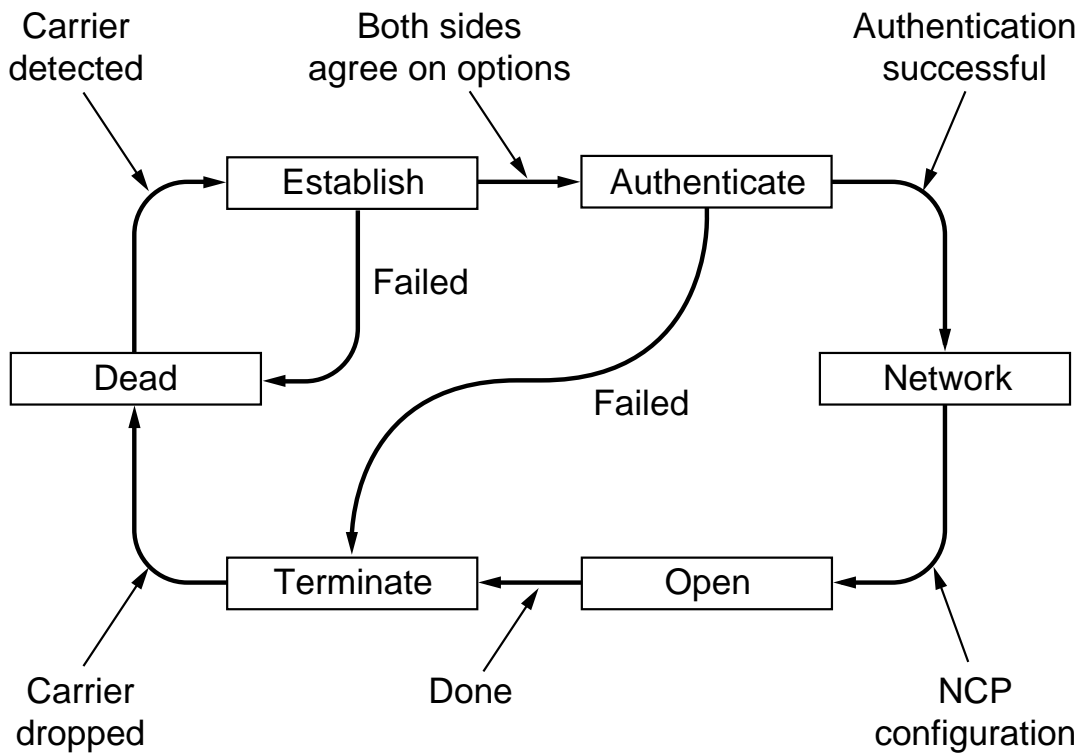 Carrier
detected
Both sides
agree on options
Authentication
successful
Establish
Authenticate
Failed
Dead
Network
Failed
Terminate
Open
Carrier
dropped
Done
NCP
configuration